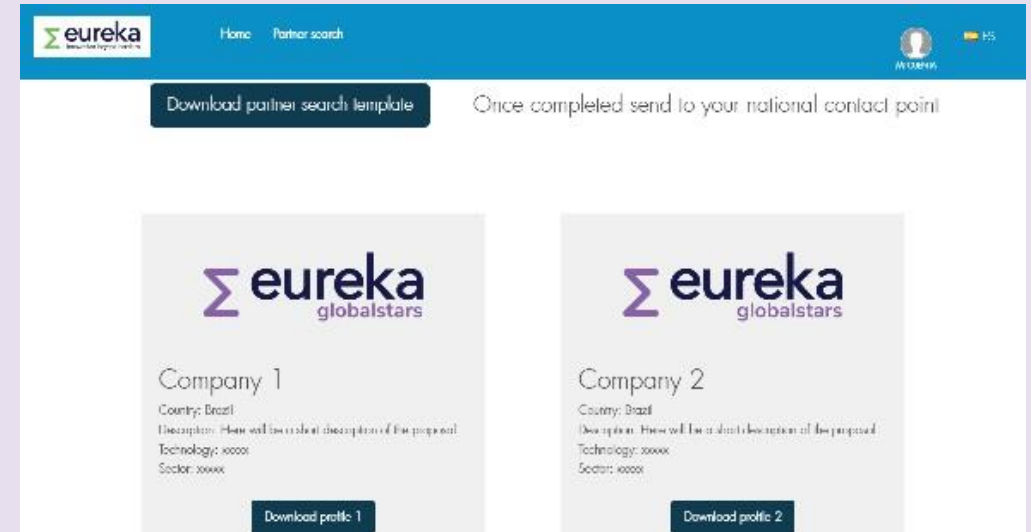 eureka
Home Partner search
MI CUENTA
ES
Download partner search template
Once completed send to your national contact point
eureka
globalstars
eureka
globalstars
Company 1
Country: Brazil
Description: Here will be a short description of the proposal
Technology: xxxxx
Sector: xxxxx
Download profile 1
Company 2
Country: Brazil
Description: Here will be a short description of the proposal
Technology: xxxxx
Sector: xxxxx
Download profile 2